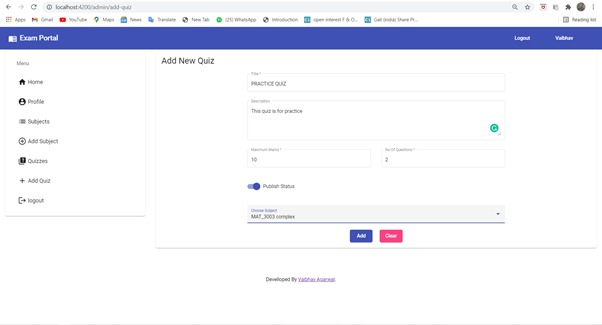 localhost:4200/admin/add-quiz
Apps Gmail YouTube Maps News Translate New Tab (25) WhatsApp Introduction open interest F & O... Gail (India) Share Pr... Reading list
Exam Portal Logout Vaibhav
Menu
Home
Profile
Subjects
Add Subject
Quizzes
Add Quiz
logout
Add New Quiz
Title *
PRACTICE QUIZ
Description
This quiz is for practice
Maximum Marks *
10
No Of Questions *
2
Publish Status
Choose Subject
MAT_3003 complex
Add Clear
Develloped By Vaibhav Agarwal.